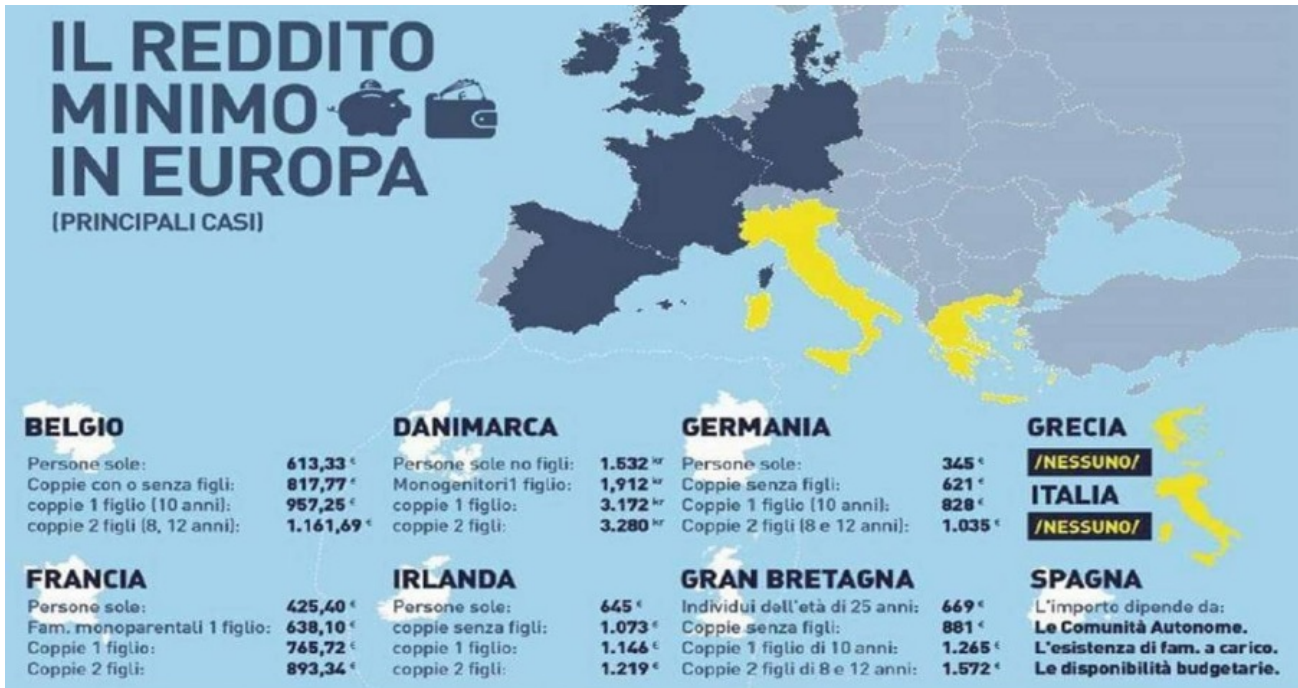 IL REDDITO
MINIMO
IN EUROPA
(PRINCIPALI CASI)
BELGIO
Persone sole: 613,33 €
Coppie con o senza figli: 817,77 €
coppie 1 figlio (10 anni): 957,25 €
coppie 2 figli (8, 12 anni): 1.161,69 €
DANIMARCA
Persone sole no figli: 1.532 kr
Monogenitori1 figlio: 1,912 kr
coppie 1 figlio: 3.172 kr
coppie 2 figli: 3.280 kr
GERMANIA
Persone sole: 345 €
Coppie senza figli: 621 €
Coppie 1 figlio (10 anni): 828 €
Coppie 2 figli (8 e 12 anni): 1.035 €
GRECIA
/NESSUNO/
ITALIA
/NESSUNO/
FRANCIA
Persone sole: 425,40 €
Fam. monoparentali 1 figlio: 638,10 €
Coppie 1 figlio: 765,72 €
Coppie 2 figli: 893,34 €
IRLANDA
Persone sole: 645 €
coppie senza figli: 1.073 €
coppie 1 figlio: 1.146 €
coppie 2 figli: 1.219 €
GRAN BRETAGNA
Individui dell'età di 25 anni: 669 €
Coppie senza figli: 881 €
Coppie 1 figlio di 10 anni: 1.265 €
Coppie 2 figli di 8 e 12 anni: 1.572 €
SPAGNA
L'importo dipende da:
Le Comunità Autonome.
L'esistenza di fam. a carico.
Le disponibilità budgetarie.